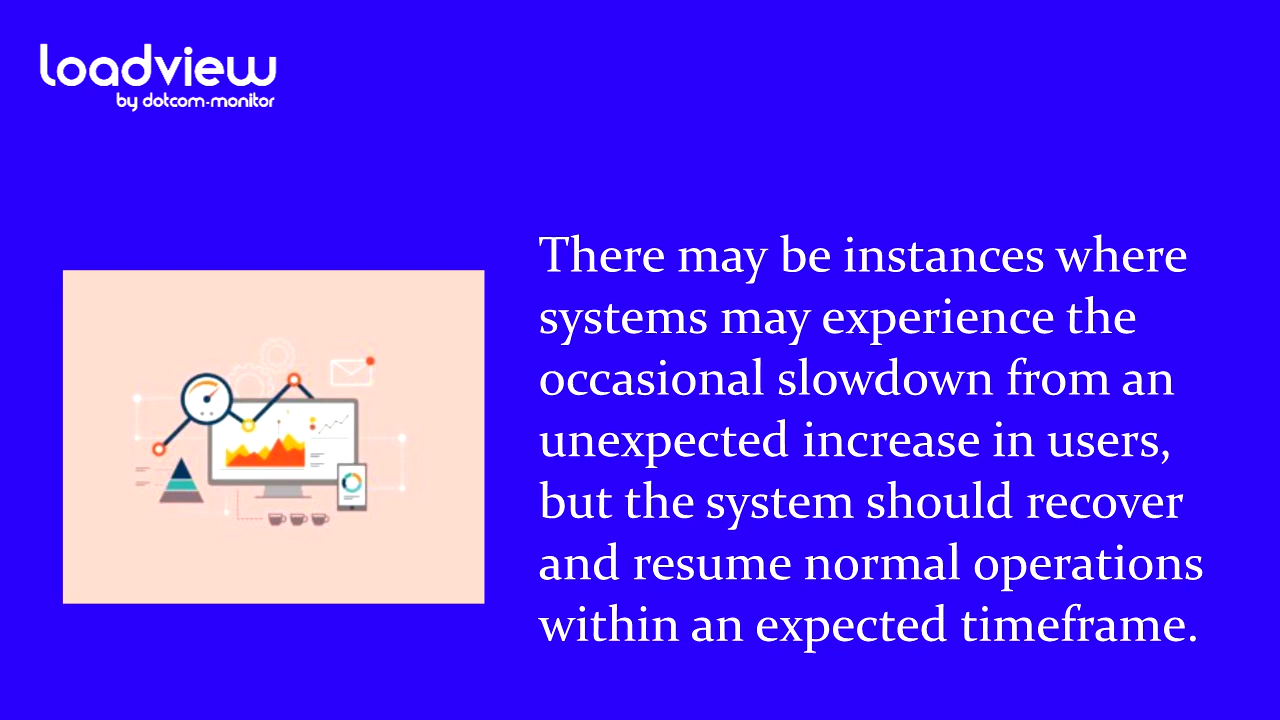 loadview
by dotcom-monitor
There may be instances where
systems may experience the
occasional slowdown from an
unexpected increase in users,
but the system should recover
and resume normal operations
within an expected timeframe.